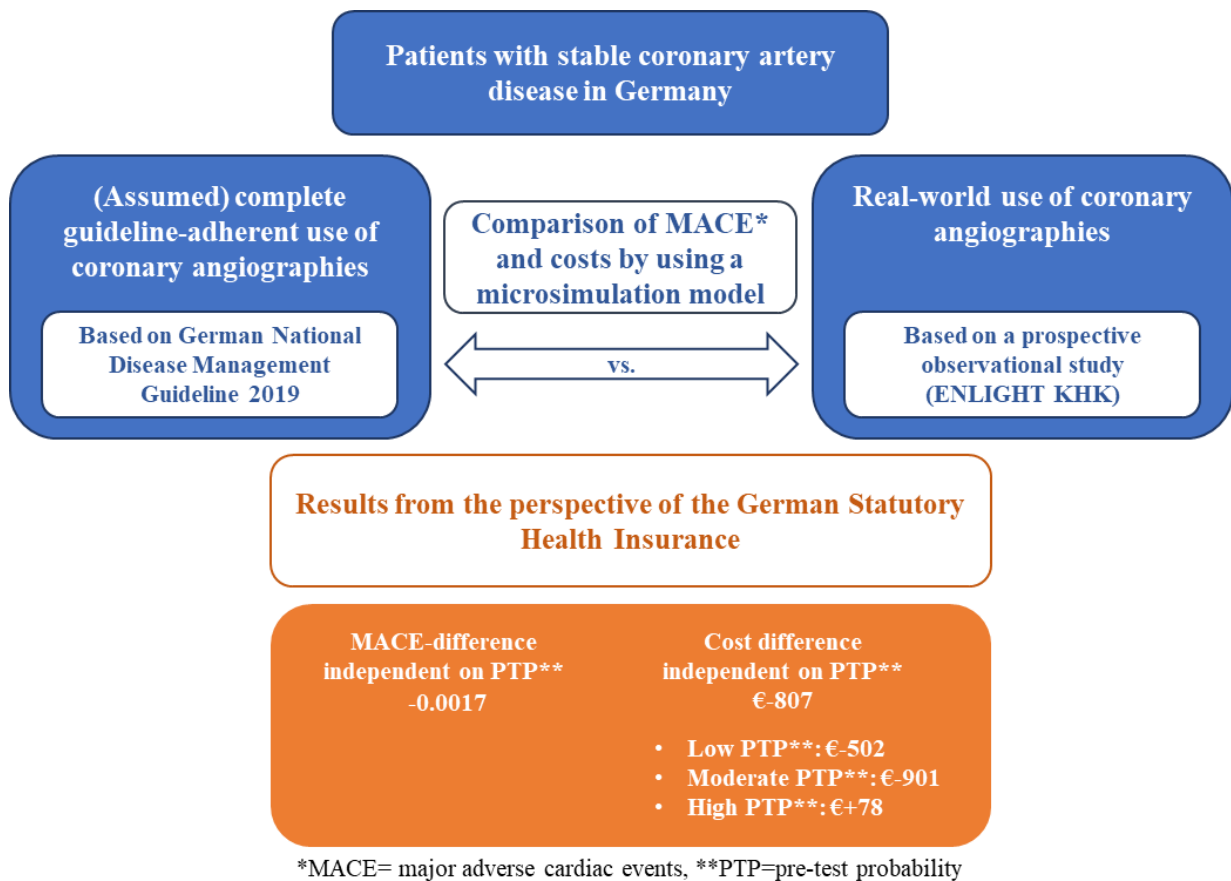 Patients with stable coronary artery
disease in Germany
(Assumed) complete
guideline-adherent use of
coronary angiographies
Based on German National
Disease Management
Guideline 2019
Comparison of MACE*
and costs by using a
microsimulation model
vs.
Real-world use of coronary
angiographies
Based on a prospective
observational study
(ENLIGHT KHK)
Results from the perspective of the German Statutory
Health Insurance
MACE-difference
independent on PTP**
-0.0017
Cost difference
independent on PTP**
€-807
• Low PTP**: €-502
• Moderate PTP**: €-901
• High PTP**: €+78
*MACE= major adverse cardiac events, **PTP=pre-test probability